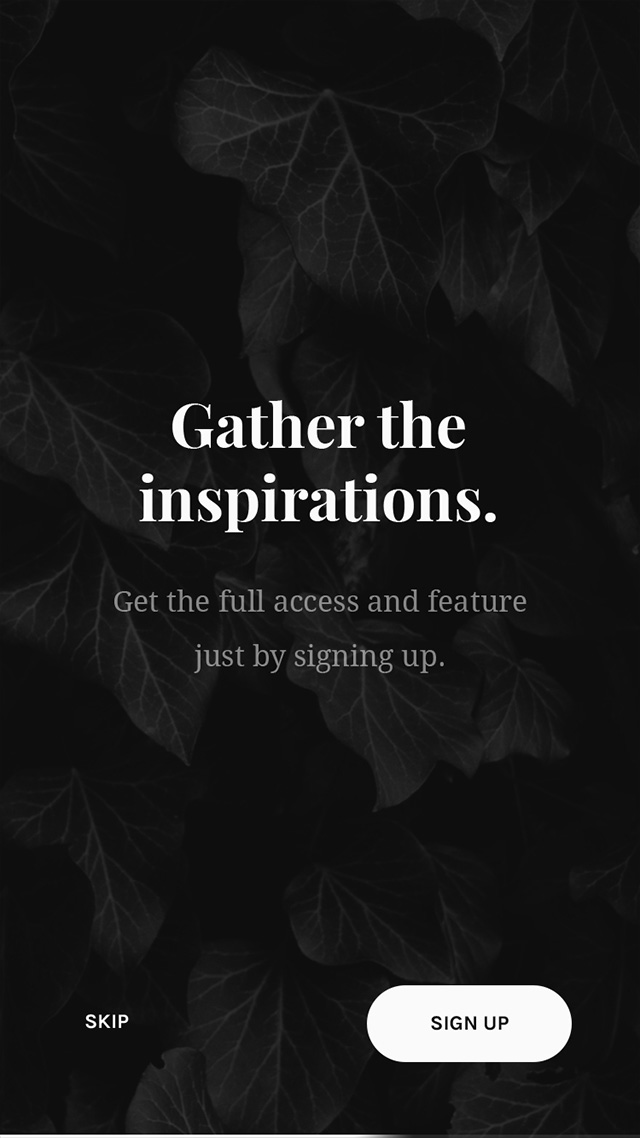 Gather the
inspirations.
Get the full access and feature
just by signing up.
SKIP
SIGN UP